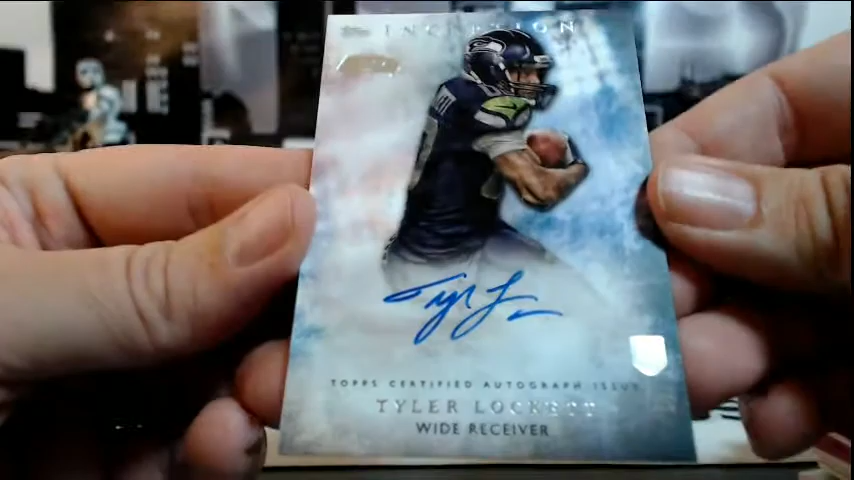 INCEPTION
TOPPS CERTIFIED AUTOGRAPH ISSUE
TYLER LOCKETT
WIDE RECEIVER